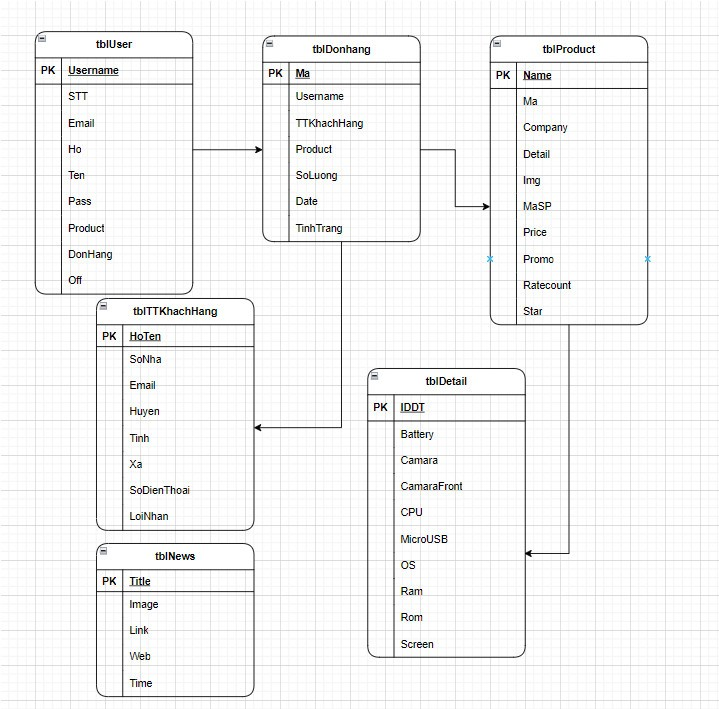 tblUser
PK Username
STT
Email
Ho
Ten
Pass
Product
DonHang
Off
tblDonhang
PK Ma
Username
TTKhachHang
Product
SoLuong
Date
TinhTrang
tblProduct
PK Name
Ma
Company
Detail
Img
MaSP
Price
Promo
Ratecount
Star
tblTTKhachHang
PK HoTen
SoNha
Email
Huyen
Tinh
Xa
SoDienThoai
LoiNhan
tblDetail
PK IDDT
Battery
Camara
CamaraFront
CPU
MicroUSB
OS
Ram
Rom
Screen
tblNews
PK Title
Image
Link
Web
Time